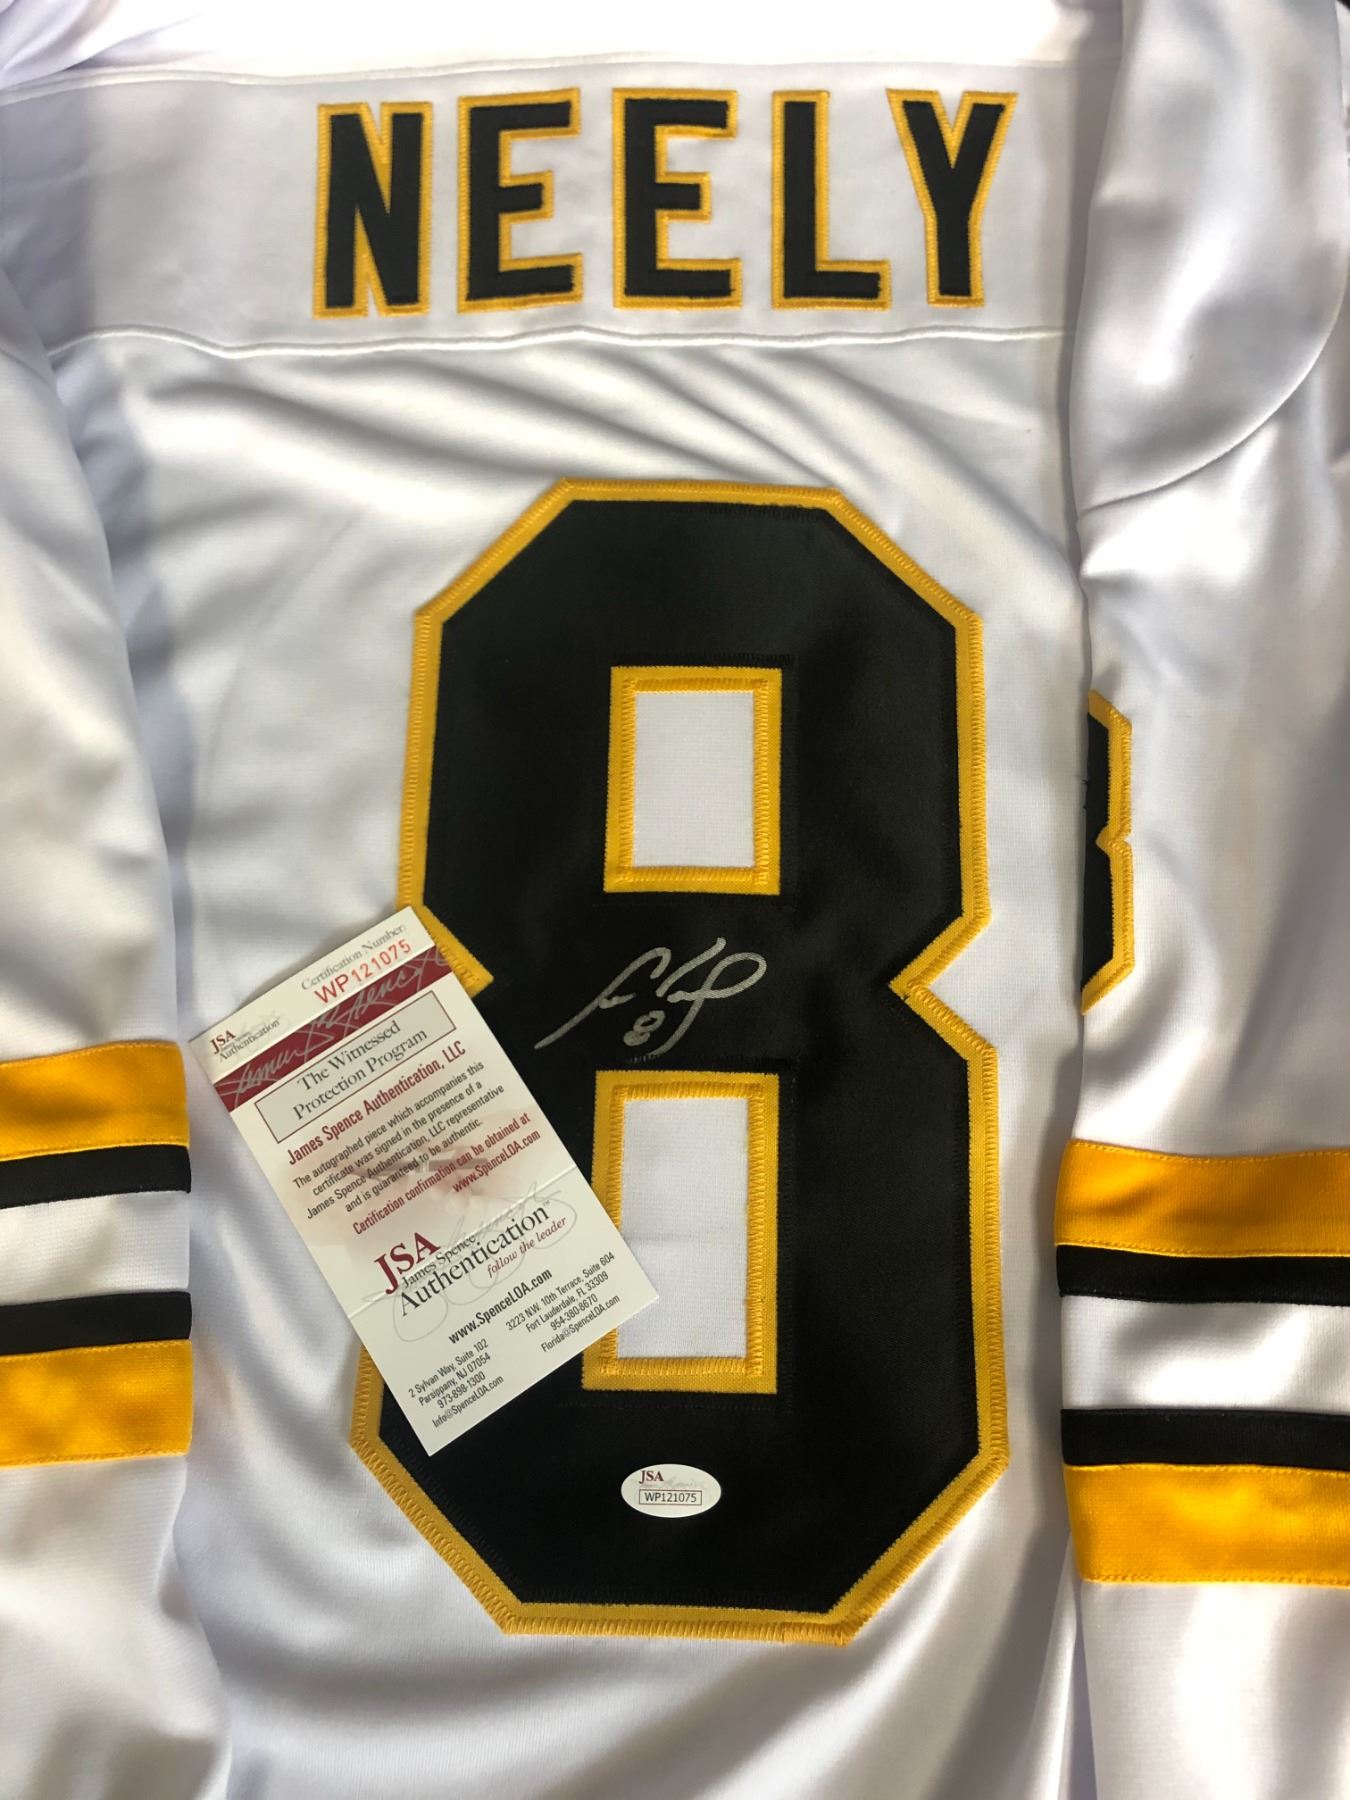 NEELY
8
8
Certification Number
WP121075
JSA
Authentication
The Witnessed
Protection Program
James Spence Authentication, LLC
The autographed piece which accompanies this
certificate was signed in the presence of a
James Spence Authentication, LLC representative
and is guaranteed to be authentic.
Certification confirmation can be obtained at
www.SpenceLOA.com
JSA
James Spence
Authentication
follow the leader
www.SpenceLOA.com
2 Sylvan Way, Suite 102
Parsippany, NJ 07054
973-898-1300
Info@SpenceLOA.com
3223 N.W. 10th Terrace, Suite 604
Fort Lauderdale, FL 33309
954-380-8670
Florida@SpenceLOA.com
JSA
WP121075